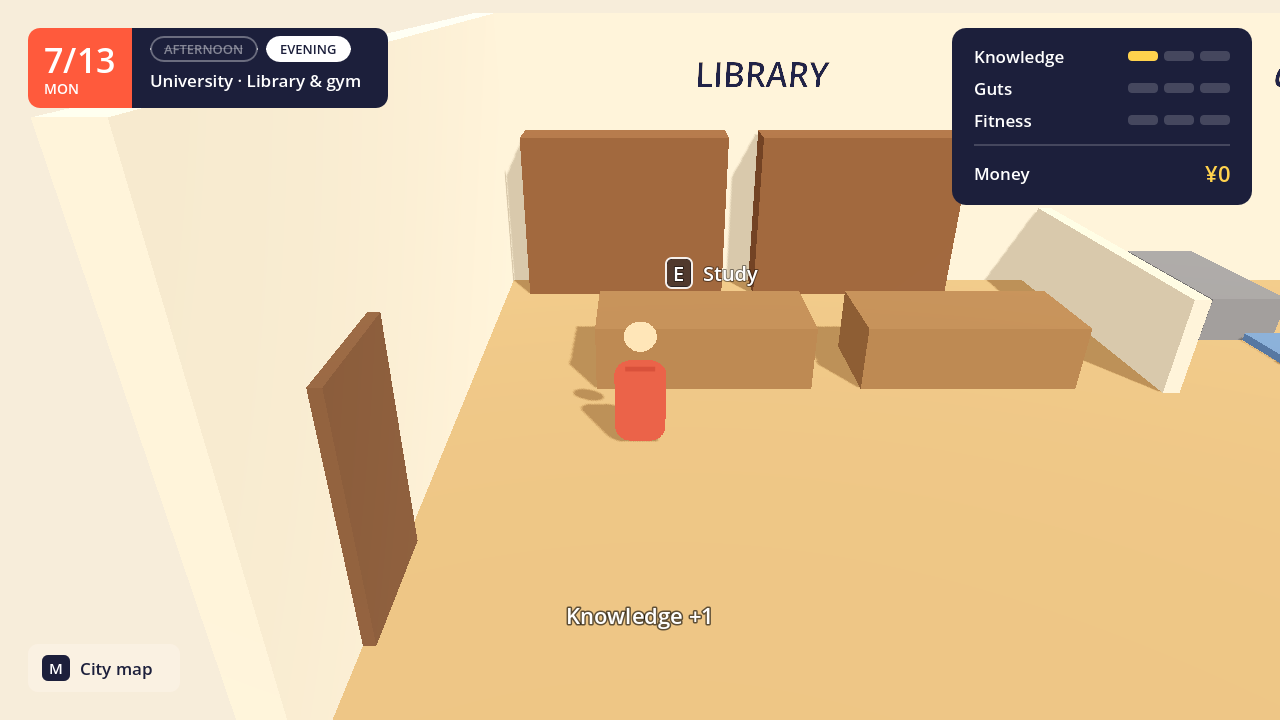 7/13
MON
AFTERNOON
EVENING
University · Library & gym
LIBRARY
Knowledge
Guts
Fitness
Money
¥0
E
Study
Knowledge +1
M
City map